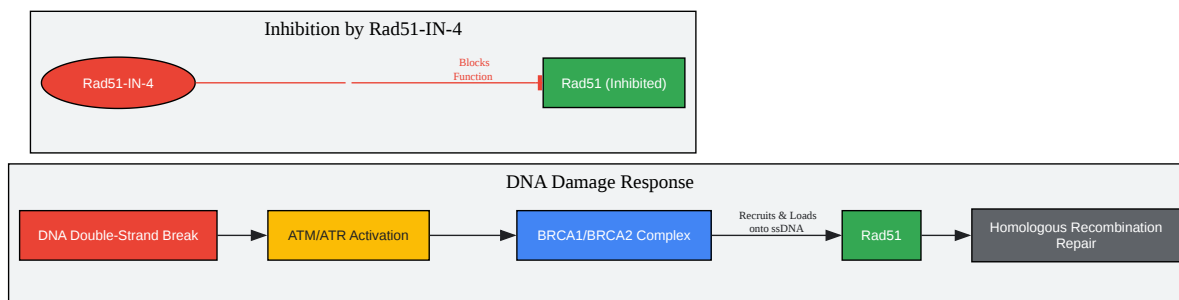 Inhibition by Rad51-IN-4
Rad51-IN-4
Blocks
Function
Rad51 (Inhibited)
DNA Damage Response
DNA Double-Strand Break
ATM/ATR Activation
BRCA1/BRCA2 Complex
Recruits & Loads
onto ssDNA
Rad51
Homologous Recombination
Repair